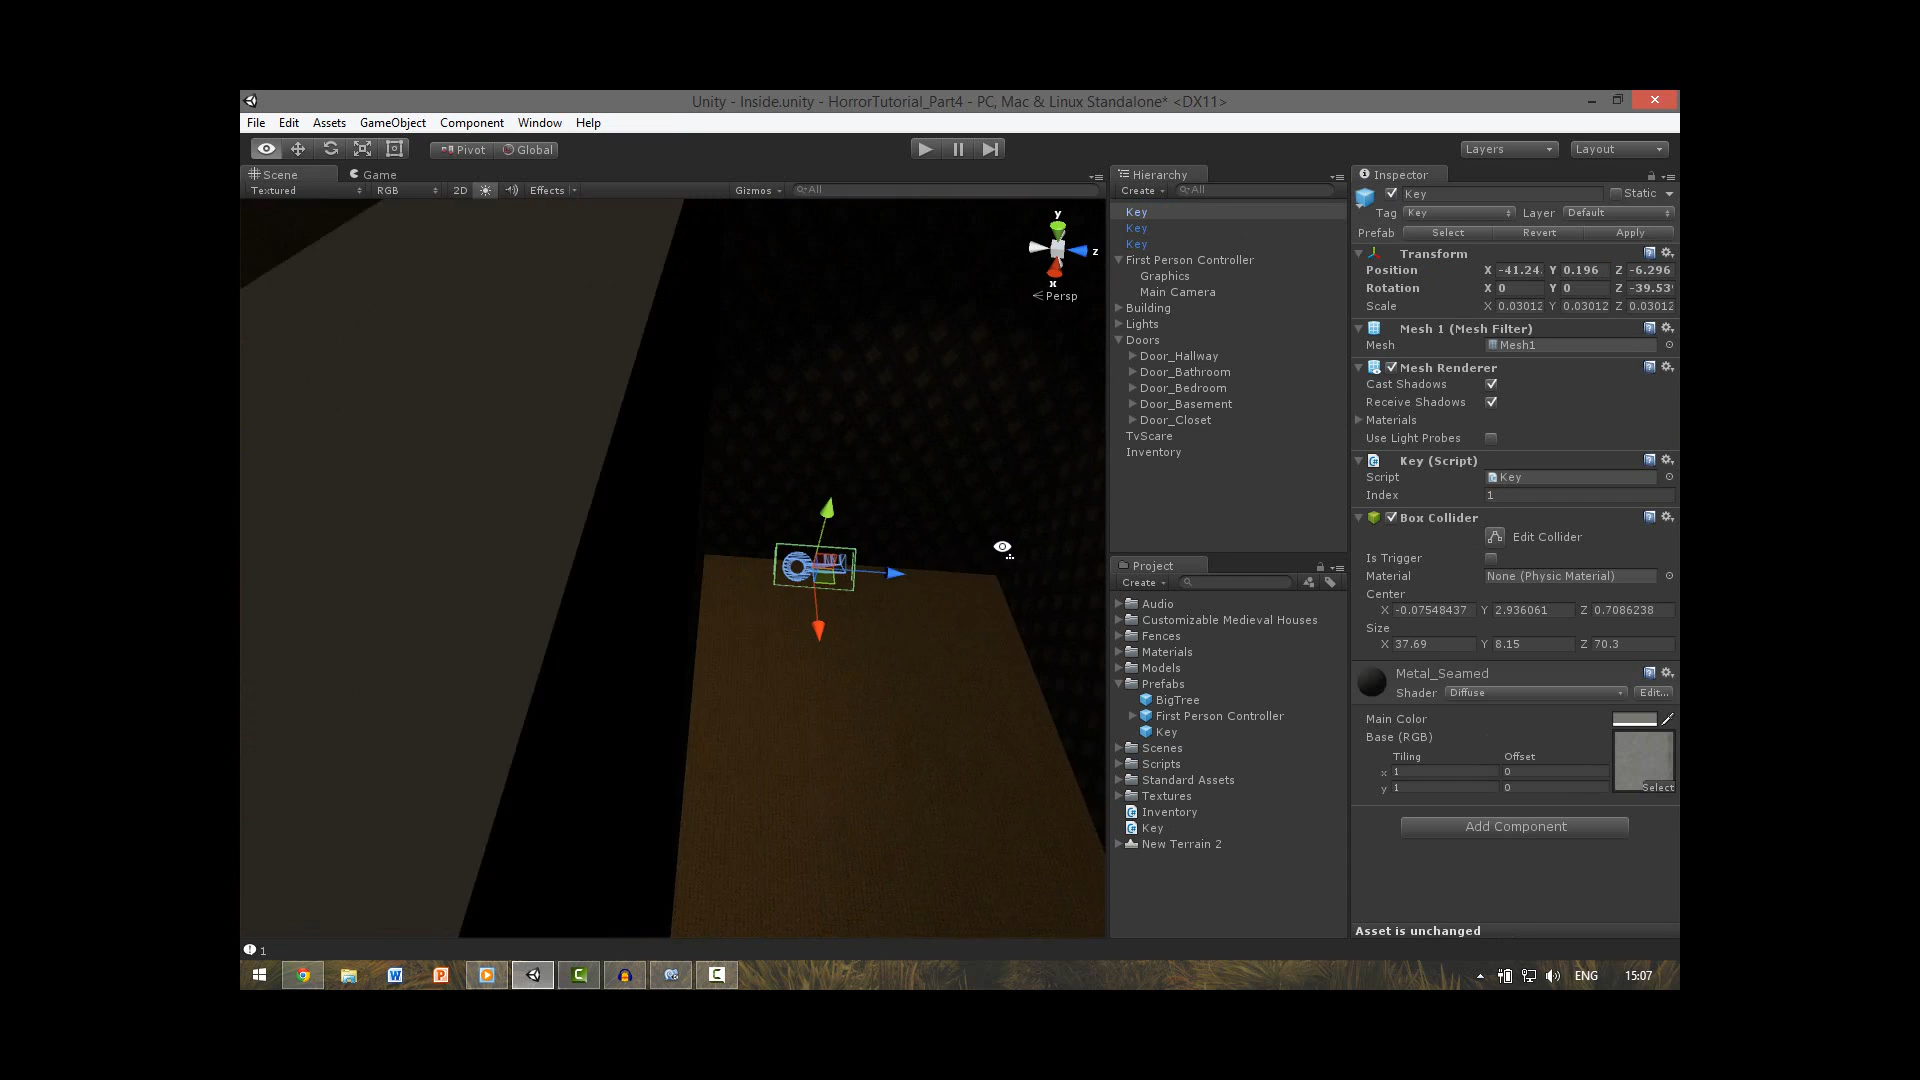 Unity - Inside.unity - HorrorTutorial_Part4 - PC, Mac & Linux Standalone* <DX11>
File Edit Assets GameObject Component Window Help
Pivot Global Layers Layout
Scene Game
Textured RGB 2D Effects Gizmos All
y
z
x
Persp
Hierarchy
Create All
Key
Key
Key
First Person Controller
Graphics
Main Camera
Building
Lights
Doors
Door_Hallway
Door_Bathroom
Door_Bedroom
Door_Basement
Door_Closet
TvScare
Inventory
Project
Create
Audio
Customizable Medieval Houses
Fences
Materials
Models
Prefabs
BigTree
First Person Controller
Key
Scenes
Scripts
Standard Assets
Textures
Inventory
Key
New Terrain 2
Inspector
Key Static
Tag Key Layer Default
Prefab Select Revert Apply
Transform
Position X -41.24 Y 0.196 Z -6.296
Rotation X 0 Y 0 Z -39.539
Scale X 0.03012 Y 0.03012 Z 0.03012
Mesh 1 (Mesh Filter)
Mesh Mesh1
Mesh Renderer
Cast Shadows
Receive Shadows
Materials
Use Light Probes
Key (Script)
Script Key
Index 1
Box Collider
Edit Collider
Is Trigger
Material None (Physic Material)
Center
X -0.07548437 Y 2.936061 Z 0.7086238
Size
X 37.69 Y 8.15 Z 70.3
Metal_Seamed
Shader Diffuse Edit...
Main Color
Base (RGB)
Tiling Offset
x 1 0
y 1 0
Select
Add Component
Asset is unchanged
1
ENG 15:07